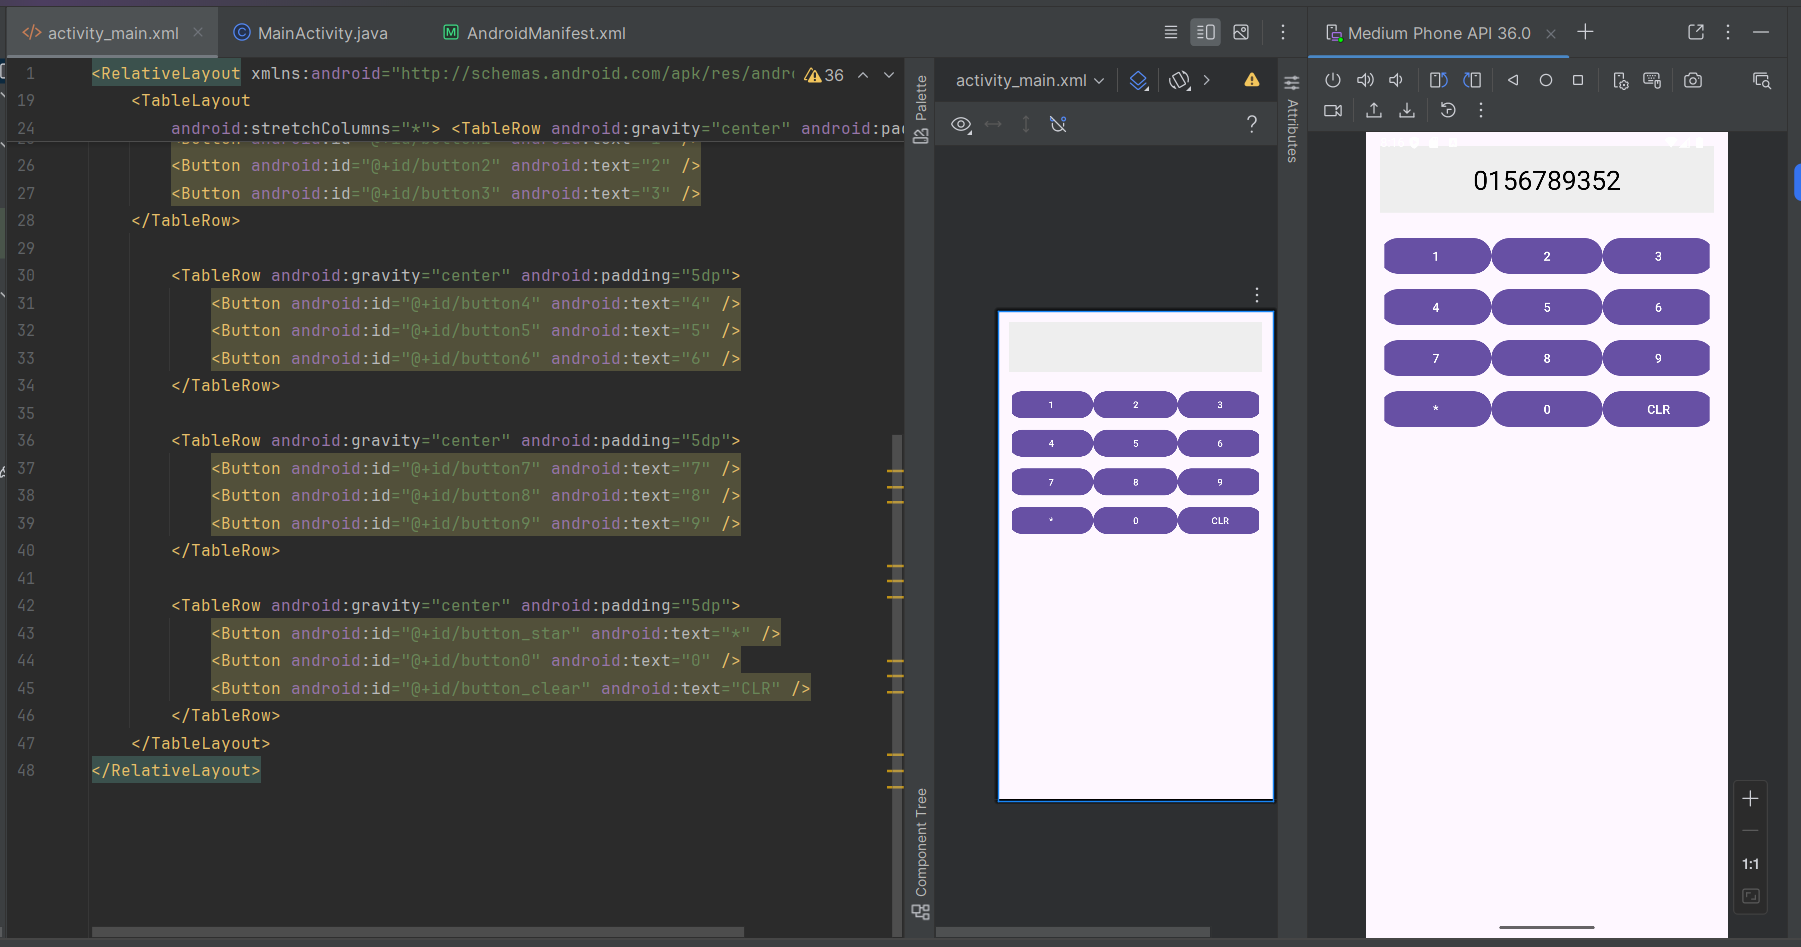 activity_main.xml
MainActivity.java
AndroidManifest.xml
Medium Phone API 36.0
1 <RelativeLayout xmlns:android="http://schemas.android.com/apk/res/andr
36
19 <TableLayout
24 android:stretchColumns="*"> <TableRow android:gravity="center" android:pa
26 <Button android:id="@+id/button2" android:text="2" />
27 <Button android:id="@+id/button3" android:text="3" />
28 </TableRow>
29
30 <TableRow android:gravity="center" android:padding="5dp">
31 <Button android:id="@+id/button4" android:text="4" />
32 <Button android:id="@+id/button5" android:text="5" />
33 <Button android:id="@+id/button6" android:text="6" />
34 </TableRow>
35
36 <TableRow android:gravity="center" android:padding="5dp">
37 <Button android:id="@+id/button7" android:text="7" />
38 <Button android:id="@+id/button8" android:text="8" />
39 <Button android:id="@+id/button9" android:text="9" />
40 </TableRow>
41
42 <TableRow android:gravity="center" android:padding="5dp">
43 <Button android:id="@+id/button_star" android:text="*" />
44 <Button android:id="@+id/button0" android:text="0" />
45 <Button android:id="@+id/button_clear" android:text="CLR" />
46 </TableRow>
47 </TableLayout>
48 </RelativeLayout>
Palette
Component Tree
activity_main.xml
?
1 2 3
4 5 6
7 8 9
* 0 CLR
Attributes
0156789352
1 2 3
4 5 6
7 8 9
* 0 CLR
1:1